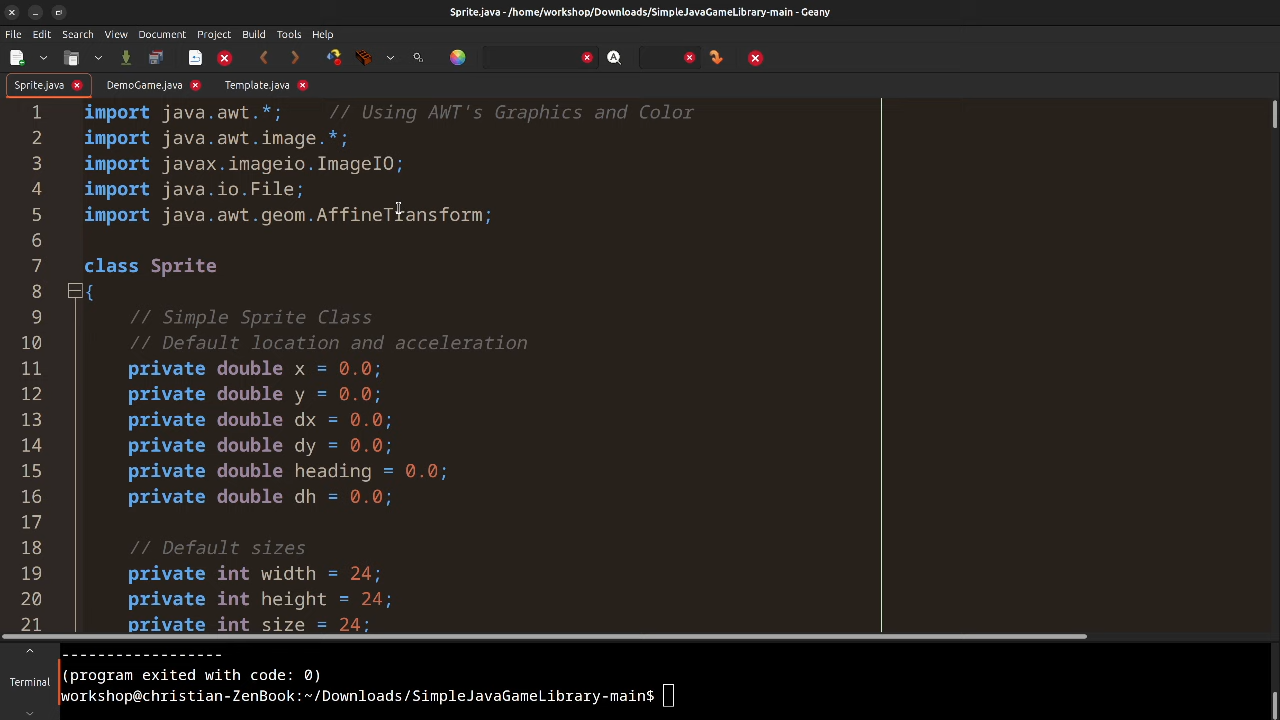 Sprite.java - /home/workshop/Downloads/SimpleJavaGameLibrary-main - Geany
File Edit Search View Document Project Build Tools Help
Sprite.java DemoGame.java Template.java
1 import java.awt.*; // Using AWT's Graphics and Color
2 import java.awt.image.*;
3 import javax.imageio.ImageIO;
4 import java.io.File;
5 import java.awt.geom.AffineTransform;
6
7 class Sprite
8 {
9 // Simple Sprite Class
10 // Default location and acceleration
11 private double x = 0.0;
12 private double y = 0.0;
13 private double dx = 0.0;
14 private double dy = 0.0;
15 private double heading = 0.0;
16 private double dh = 0.0;
17
18 // Default sizes
19 private int width = 24;
20 private int height = 24;
21 private int size = 24;
------------------
(program exited with code: 0)
Terminal
workshop@christian-ZenBook:~/Downloads/SimpleJavaGameLibrary-main$